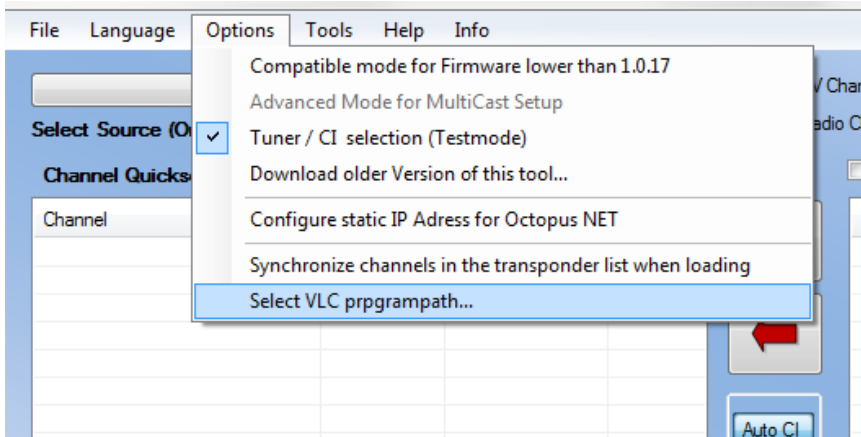 File Language Options Tools Help Info
Compatible mode for Firmware lower than 1.0.17
Advanced Mode for MultiCast Setup
Select Source (O
Tuner / CI selection (Testmode)
Channel Quicks
Download older Version of this tool...
Channel
Configure static IP Adress for Octopus NET
Synchronize channels in the transponder list when loading
Select VLC prpgrampath...
Auto CI